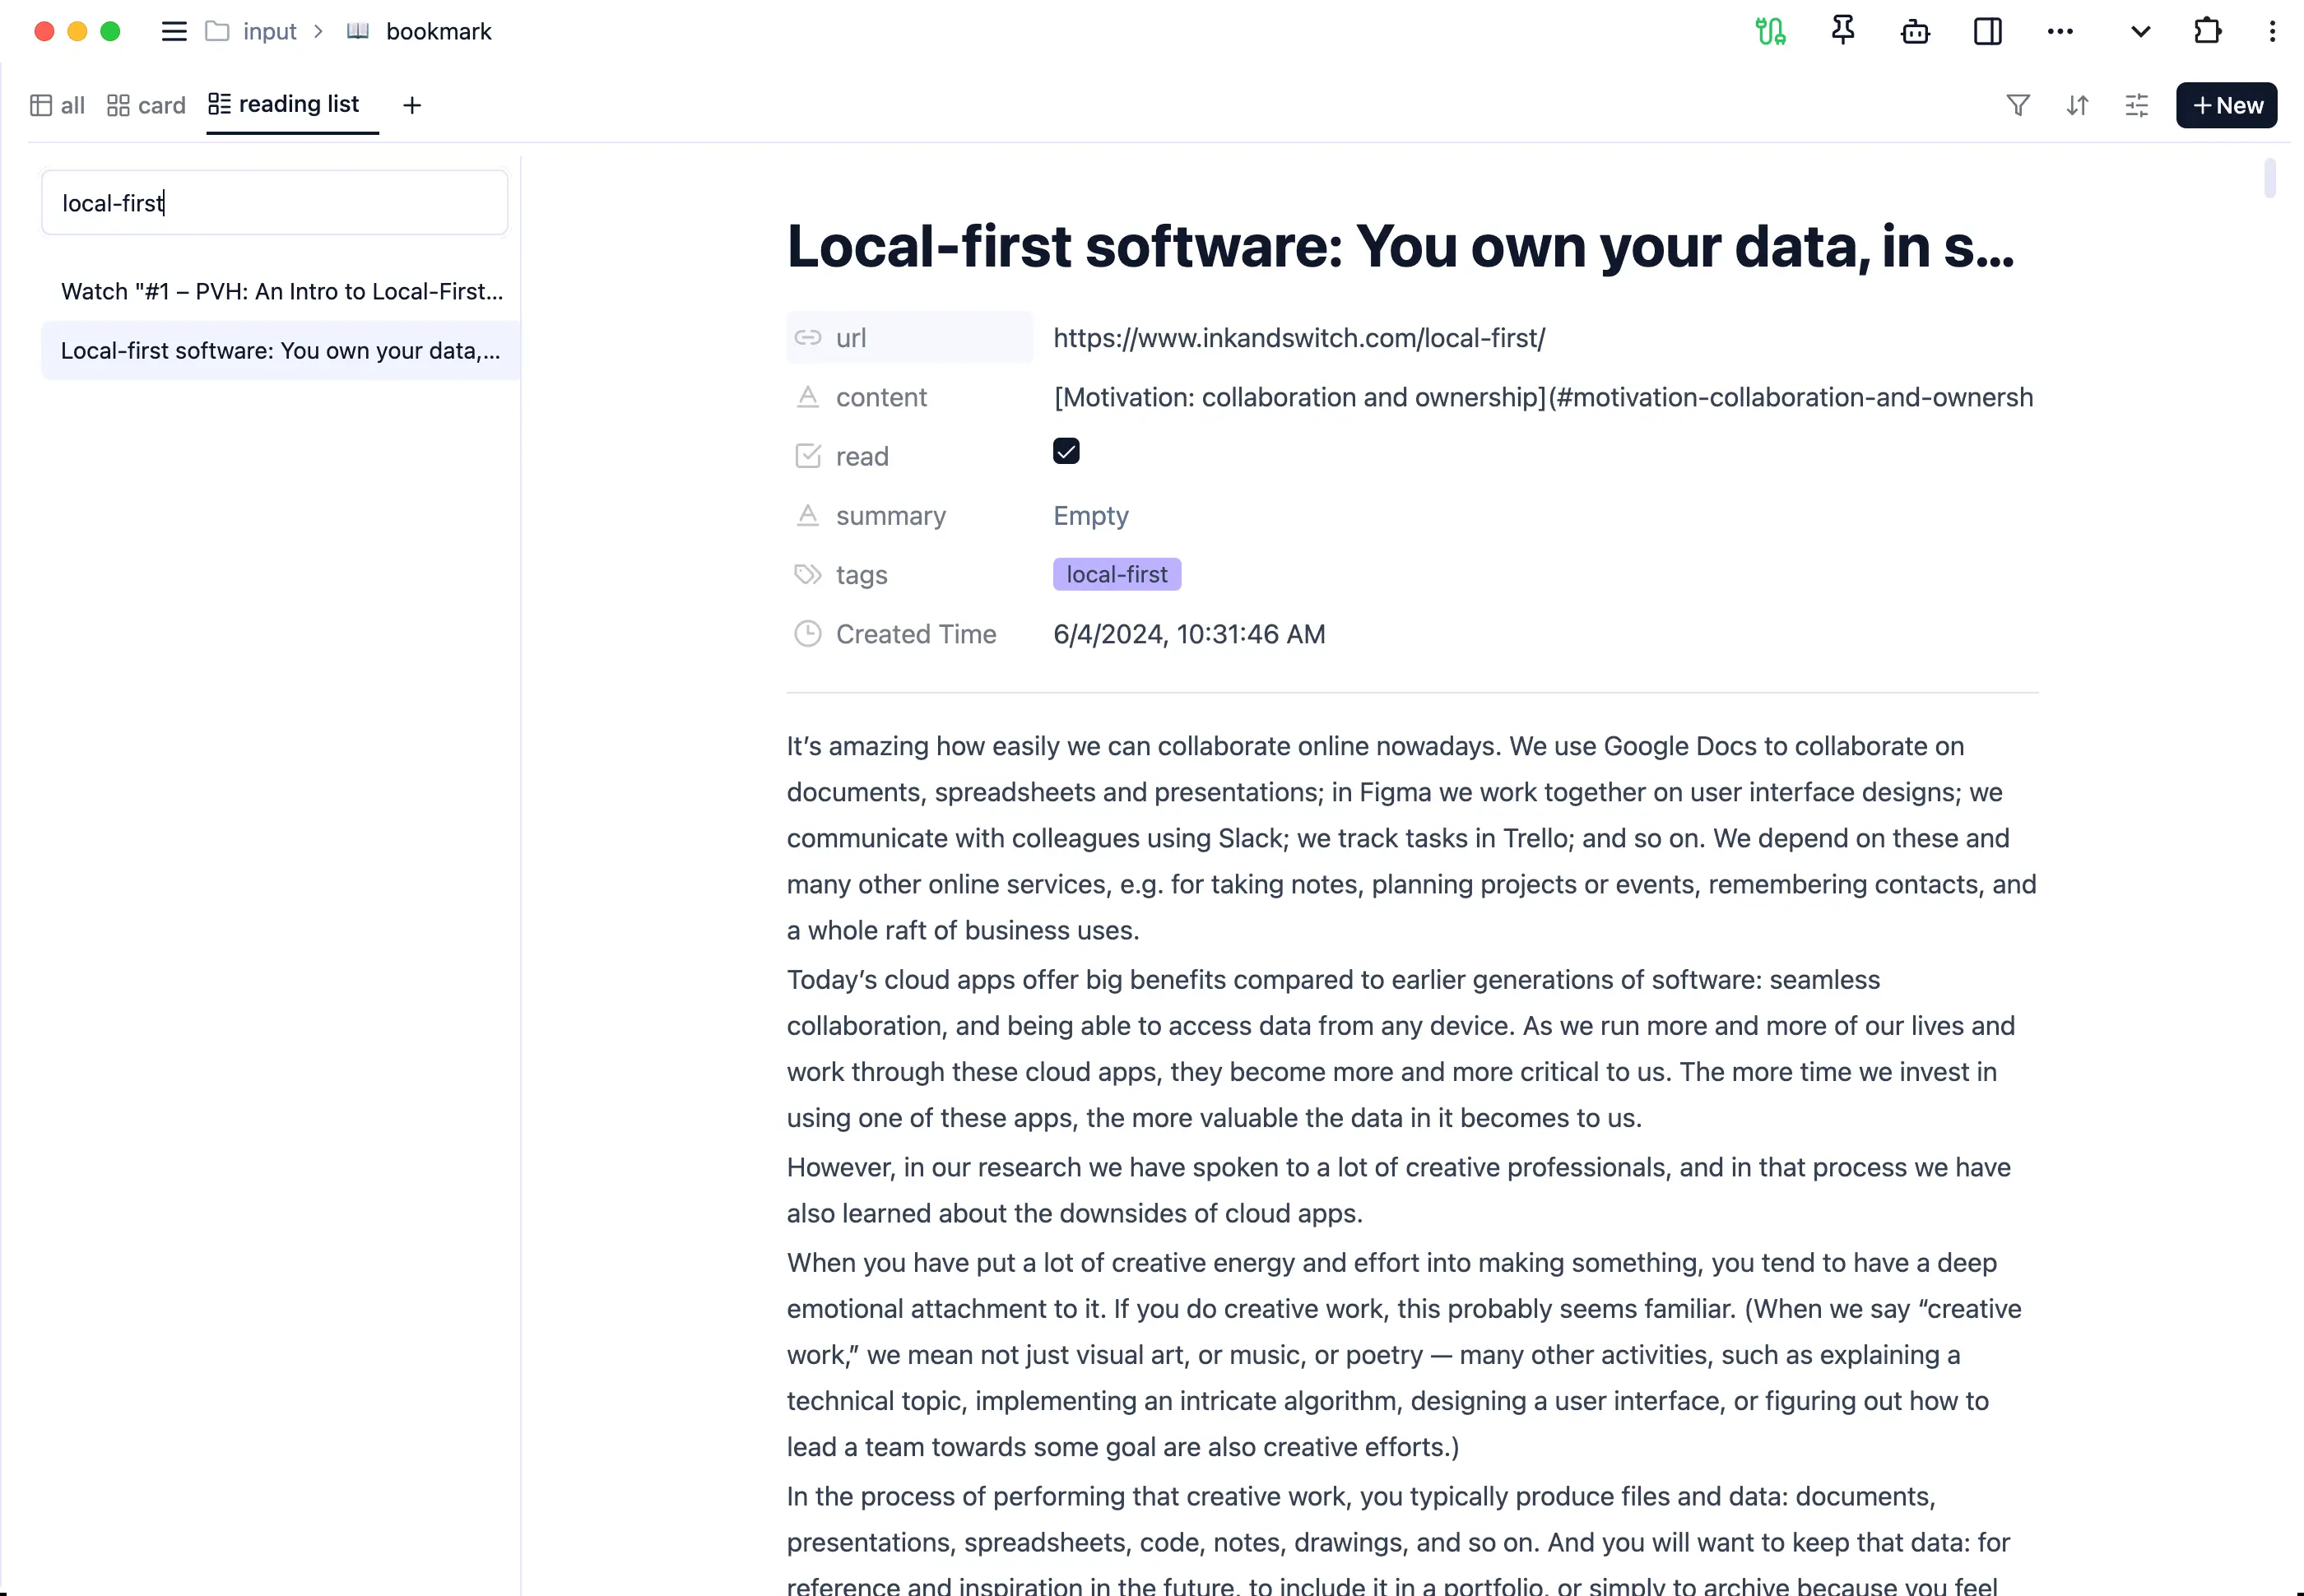 input > bookmark
all card reading list +
+ New
local-first
Watch "#1 – PVH: An Intro to Local-First...
Local-first software: You own your data,...
Local-first software: You own your data, in s...
url https://www.inkandswitch.com/local-first/
content [Motivation: collaboration and ownership](#motivation-collaboration-and-ownersh
read
summary Empty
tags local-first
Created Time 6/4/2024, 10:31:46 AM
It’s amazing how easily we can collaborate online nowadays. We use Google Docs to collaborate on
documents, spreadsheets and presentations; in Figma we work together on user interface designs; we
communicate with colleagues using Slack; we track tasks in Trello; and so on. We depend on these and
many other online services, e.g. for taking notes, planning projects or events, remembering contacts, and
a whole raft of business uses.
Today’s cloud apps offer big benefits compared to earlier generations of software: seamless
collaboration, and being able to access data from any device. As we run more and more of our lives and
work through these cloud apps, they become more and more critical to us. The more time we invest in
using one of these apps, the more valuable the data in it becomes to us.
However, in our research we have spoken to a lot of creative professionals, and in that process we have
also learned about the downsides of cloud apps.
When you have put a lot of creative energy and effort into making something, you tend to have a deep
emotional attachment to it. If you do creative work, this probably seems familiar. (When we say “creative
work,” we mean not just visual art, or music, or poetry — many other activities, such as explaining a
technical topic, implementing an intricate algorithm, designing a user interface, or figuring out how to
lead a team towards some goal are also creative efforts.)
In the process of performing that creative work, you typically produce files and data: documents,
presentations, spreadsheets, code, notes, drawings, and so on. And you will want to keep that data: for
reference and inspiration in the future, to include it in a portfolio, or simply to archive because you feel